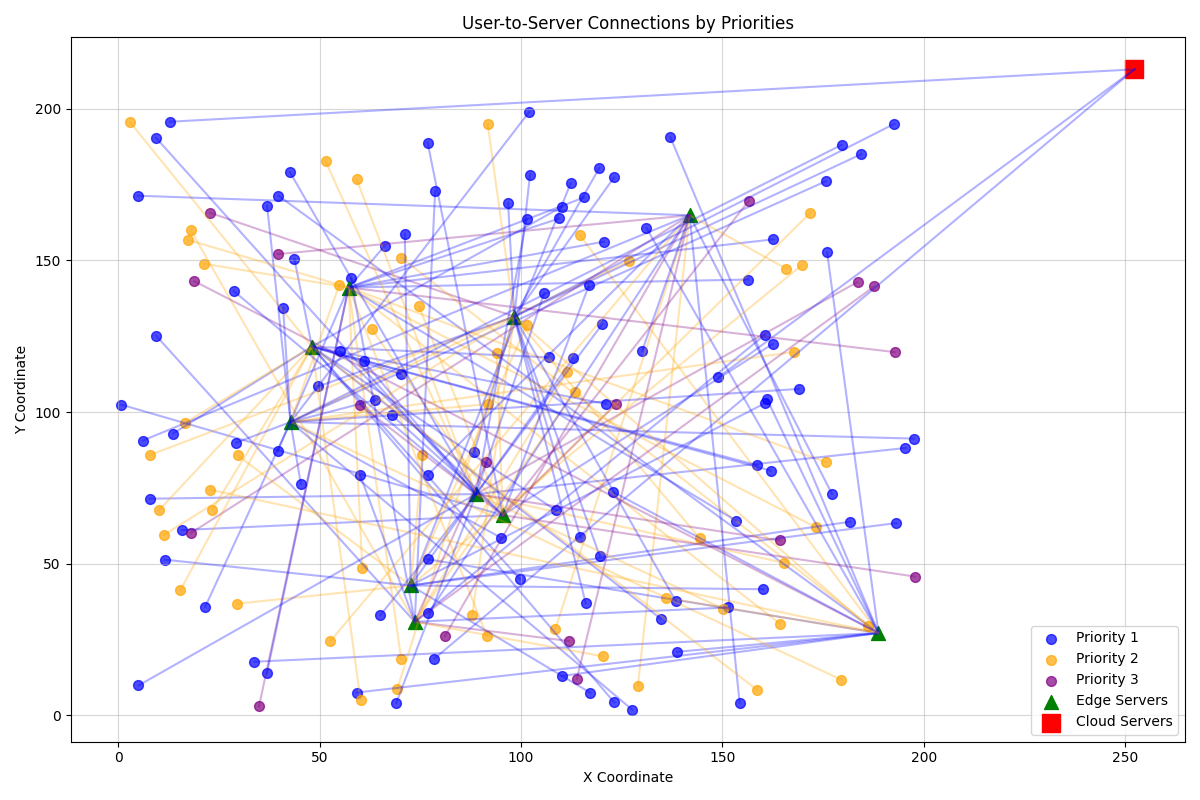 User-to-Server Connections by Priorities
Y Coordinate
200
150
100
50
0
0 50 100 150 200 250
X Coordinate
Priority 1
Priority 2
Priority 3
Edge Servers
Cloud Servers